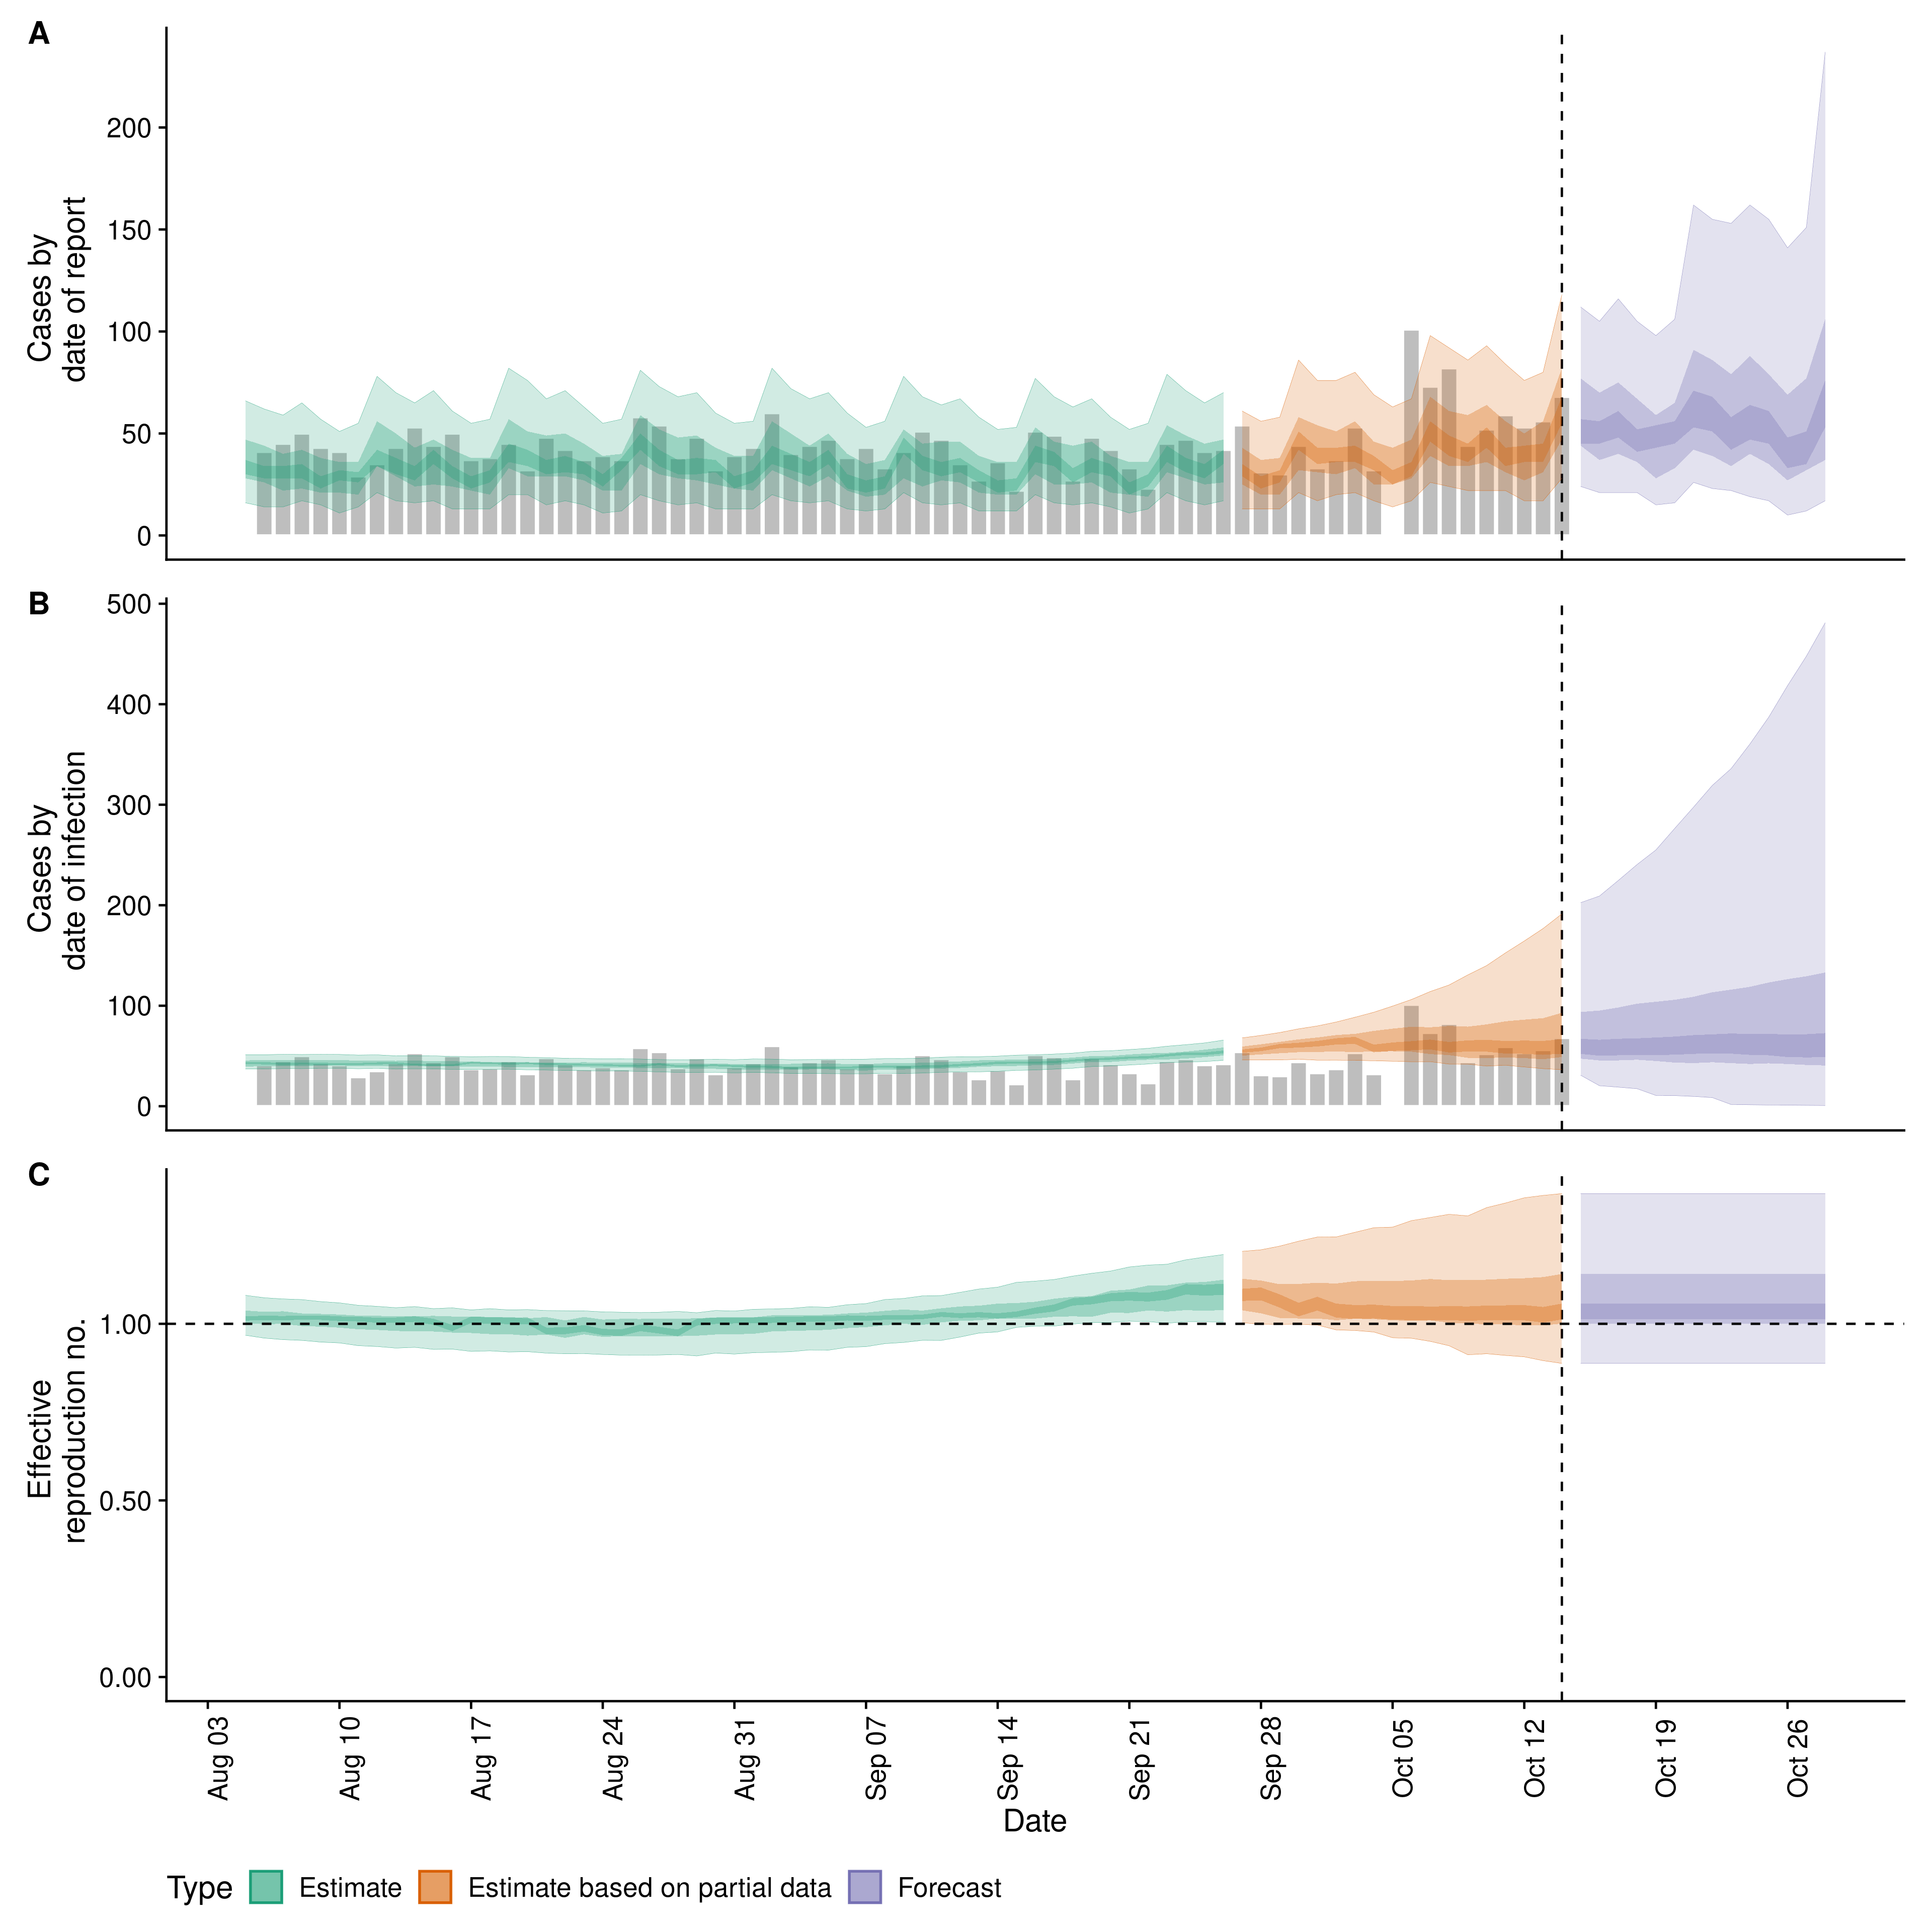 A
Cases by
date of report
200
150
100
50
0
B
Cases by
date of infection
500
400
300
200
100
0
C
Effective
reproduction no.
1.00
0.50
0.00
Aug 03
Aug 10
Aug 17
Aug 24
Aug 31
Sep 07
Sep 14
Sep 21
Sep 28
Oct 05
Oct 12
Oct 19
Oct 26
Date
Type Estimate Estimate based on partial data Forecast